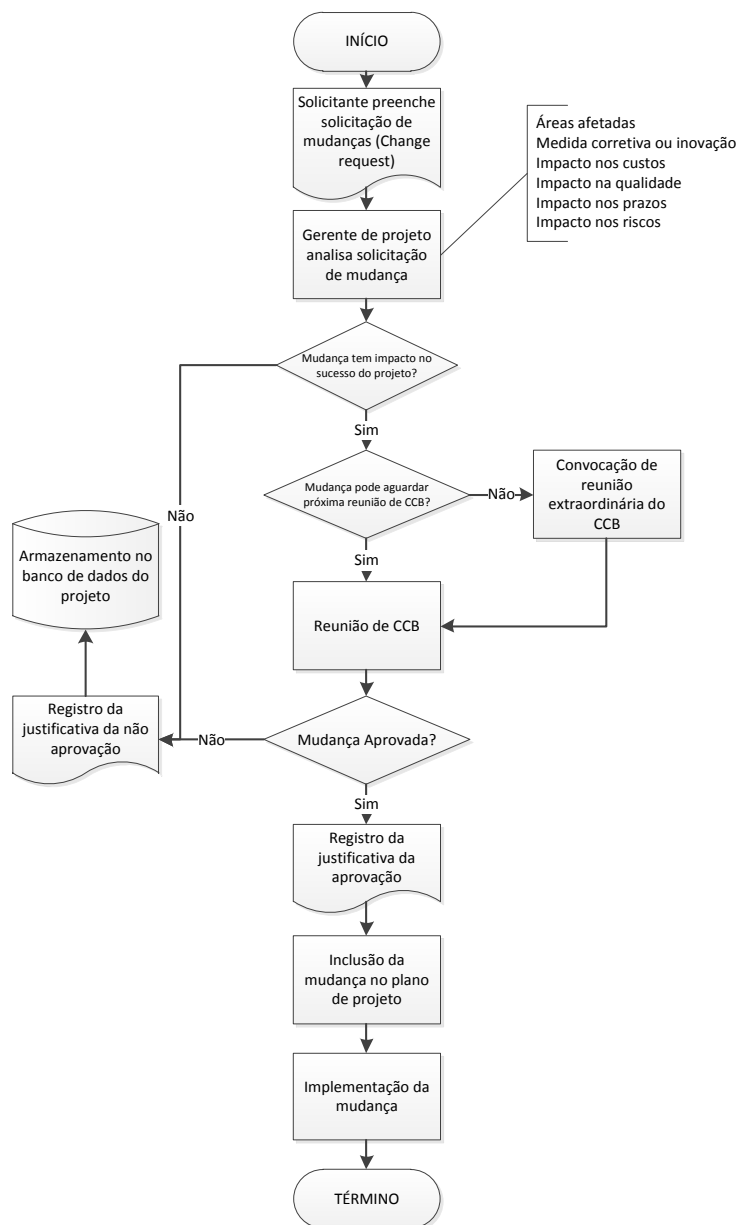 INÍCIO
Solicitante preenche
solicitação de
mudanças (Change
request)
Áreas afetadas
Medida corretiva ou inovação
Impacto nos custos
Impacto na qualidade
Impacto nos prazos
Impacto nos riscos
Gerente de projeto
analisa solicitação
de mudança
Mudança tem impacto no
sucesso do projeto?
Sim
Mudança pode aguardar
próxima reunião de CCB?
Não
Convocação de
reunião
extraordinária do
CCB
Não
Sim
Armazenamento no
banco de dados do
projeto
Reunião de CCB
Registro da
justificativa da não
aprovação
Não
Mudança Aprovada?
Sim
Registro da
justificativa da
aprovação
Inclusão da
mudança no plano
de projeto
Implementação da
mudança
TÉRMINO